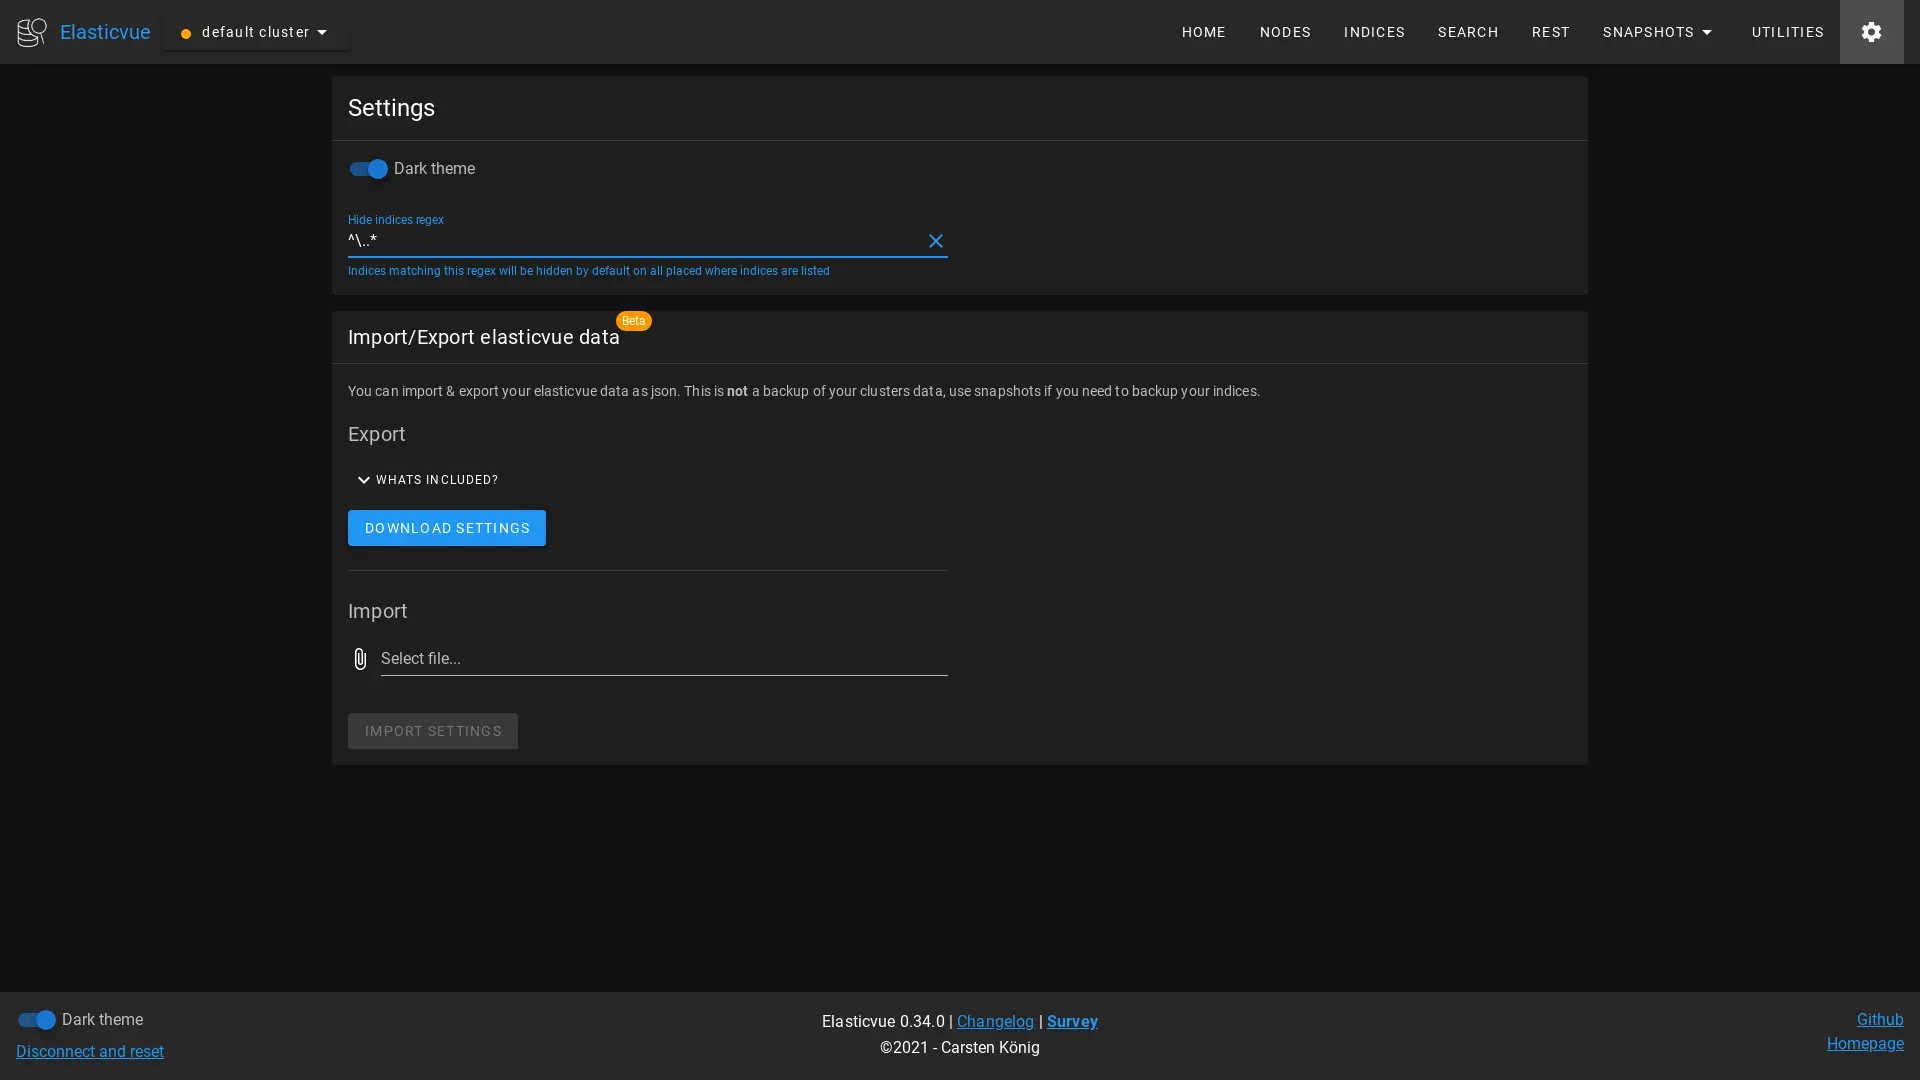 Elasticvue
default cluster
HOME
NODES
INDICES
SEARCH
REST
SNAPSHOTS
UTILITIES
Settings
Dark theme
Hide indices regex
^\..*
Indices matching this regex will be hidden by default on all placed where indices are listed
Beta
Import/Export elasticvue data
You can import & export your elasticvue data as json. This is not a backup of your clusters data, use snapshots if you need to backup your indices.
Export
WHATS INCLUDED?
DOWNLOAD SETTINGS
Import
Select file...
IMPORT SETTINGS
Dark theme
Disconnect and reset
Elasticvue 0.34.0 | Changelog | Survey
©2021 - Carsten König
Github
Homepage